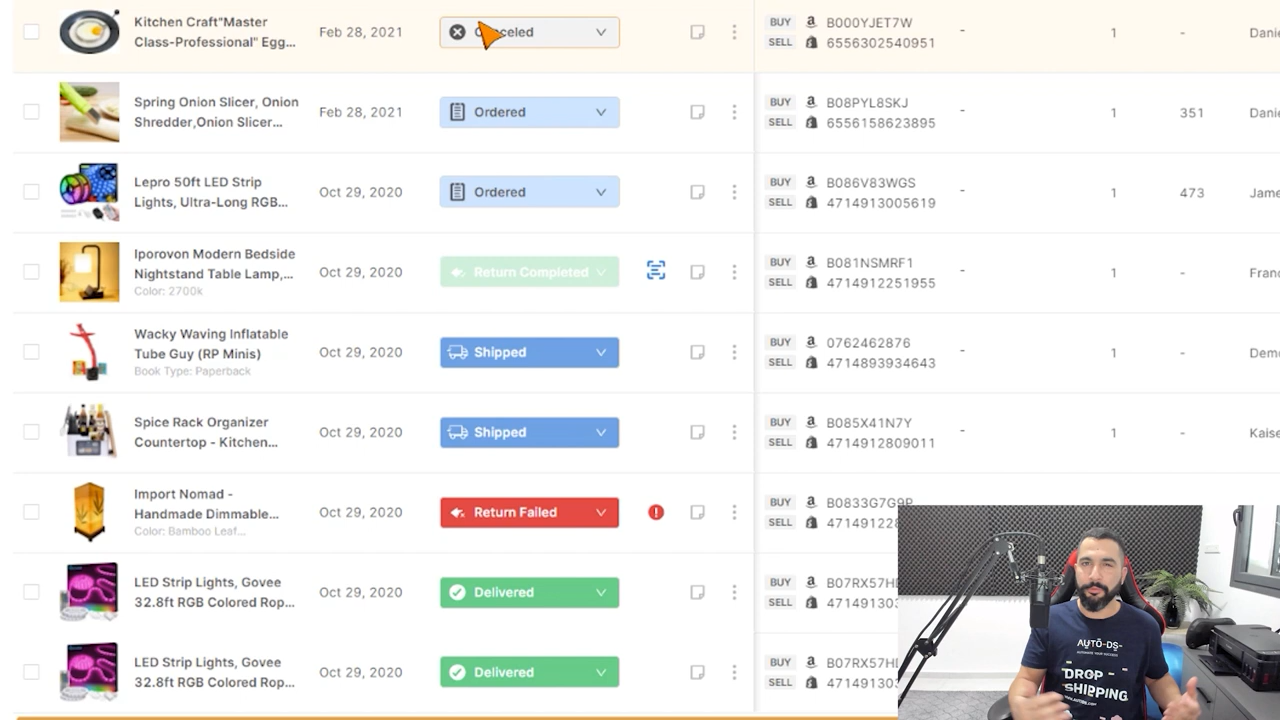 Kitchen Craft"Master
Class-Professional" Egg...
Feb 28, 2021
BUY B000YJET7W
SELL 6556302540951
-
1
-
Spring Onion Slicer, Onion
Shredder,Onion Slicer...
Feb 28, 2021
Ordered
BUY B08PYL8SKJ
SELL 6556158623895
-
1
351
Lepro 50ft LED Strip
Lights, Ultra-Long RGB...
Oct 29, 2020
Ordered
BUY B086V83WGS
SELL 4714913005619
-
1
473
Iporovon Modern Bedside
Nightstand Table Lamp,...
Color: 2700k
Oct 29, 2020
Return Completed
BUY B081NSMRF1
SELL 4714912251955
-
1
-
Wacky Waving Inflatable
Tube Guy (RP Minis)
Book Type: Paperback
Oct 29, 2020
Shipped
BUY 0762462876
SELL 4714893934643
-
1
-
Spice Rack Organizer
Countertop - Kitchen...
Oct 29, 2020
Shipped
BUY B085X41N7Y
SELL 4714912809011
-
1
-
Import Nomad -
Handmade Dimmable...
Color: Bamboo Leaf...
Oct 29, 2020
Return Failed
BUY
SELL
LED Strip Lights, Govee
32.8ft RGB Colored Rop...
Oct 29, 2020
Delivered
BUY
SELL
LED Strip Lights, Govee
32.8ft RGB Colored Rop...
Oct 29, 2020
Delivered
BUY
SELL
AUTO-DS
DROP
SHIPPING